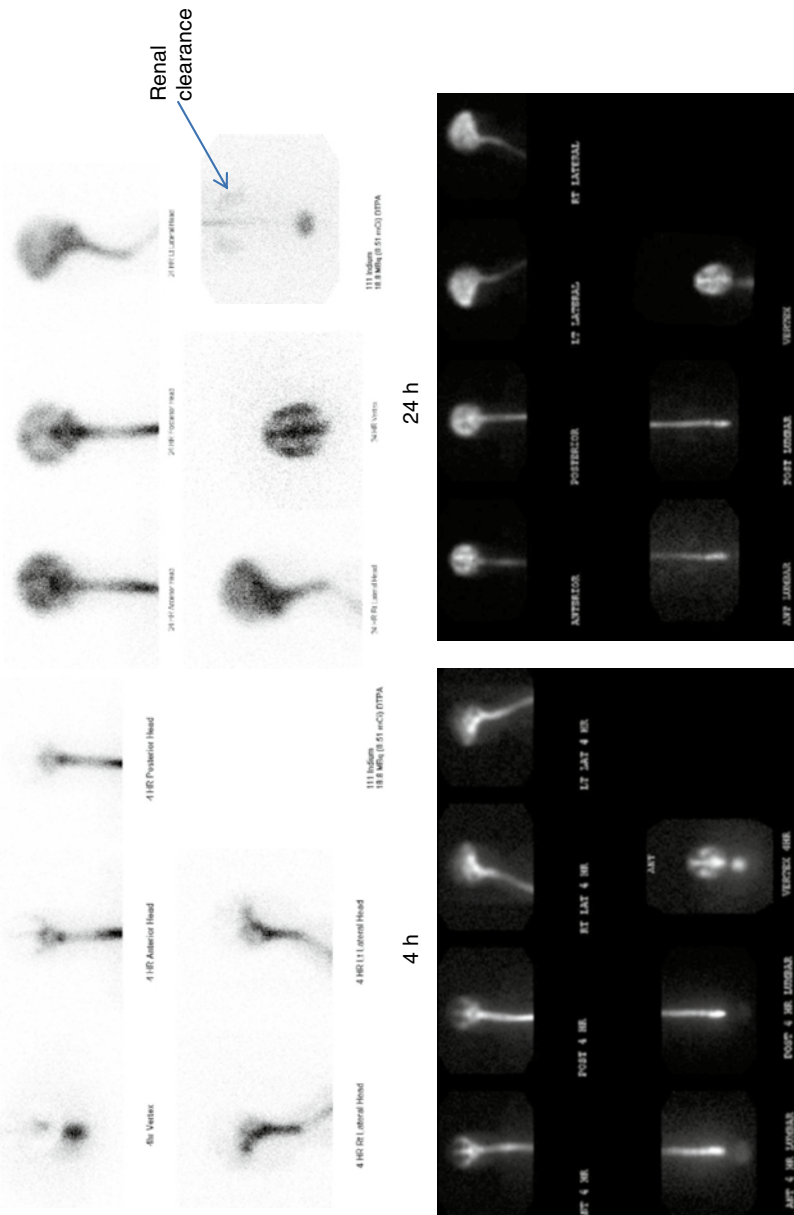 Renal
clearance
Vertex
4 HR Anterior Head
4 HR Posterior Head
24 HR Anterior Head
24 HR Posterior Head
24 HR Lt Lateral Head
4 HR Rt Lateral Head
4 HR Lt Lateral Head
111 Indium
18.8 MBq (0.51 mCi) DTPA
24 HR Rt Lateral Head
24 HR Vertex
111 Indium
18.8 MBq (0.51 mCi) DTPA
4 h
24 h
POST 4 HR
RT LAT 4 HR
LT LAT 4 HR
ANTERIOR
POSTERIOR
LT LATERAL
RT LATERAL
ANT
ANT 4 HR LUMBAR
POST 4 HR LUMBAR
VERTEX 4HR
ANT LUMBAR
POST LUMBAR
VERTEX